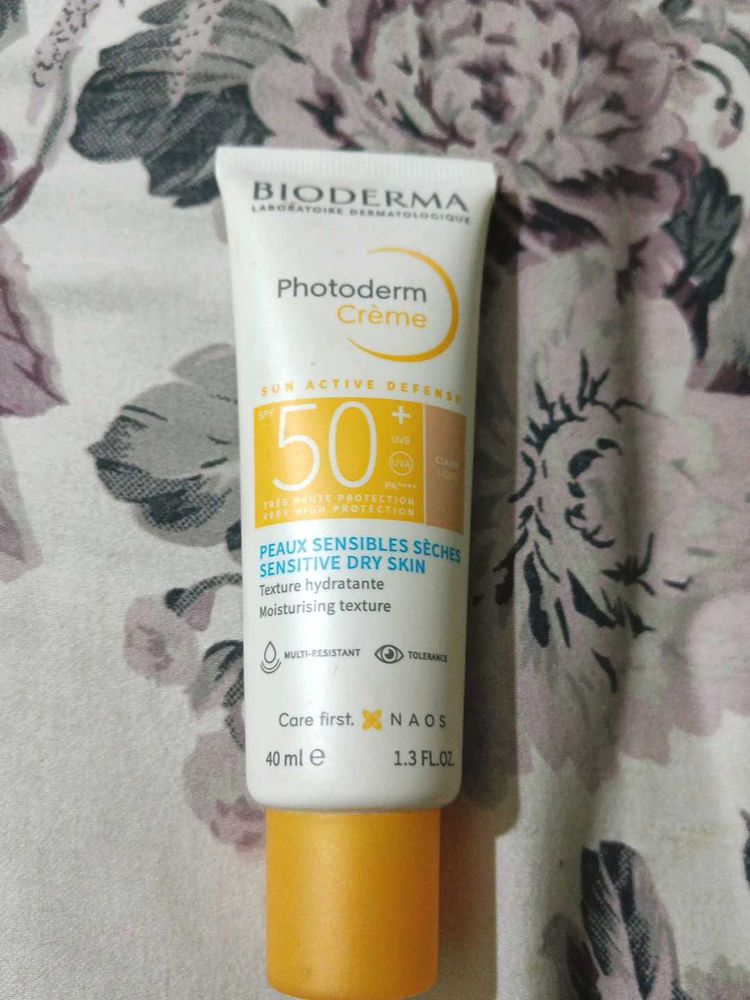 BIODERMA
LABORATOIRE DERMATOLOGIQUE
Photoderm
Crème
SUN ACTIVE DEFENSE
SPF 50+
UVB
UVA
PA++++
CLAIRE
LIGHT
TRÈS HAUTE PROTECTION
VERY HIGH PROTECTION
PEAUX SENSIBLES SÈCHES
SENSITIVE DRY SKIN
Texture hydratante
Moisturising texture
MULTI-RESISTANT TOLERANCE
Care first. NAOS
40 ml e 1.3 FL.OZ.